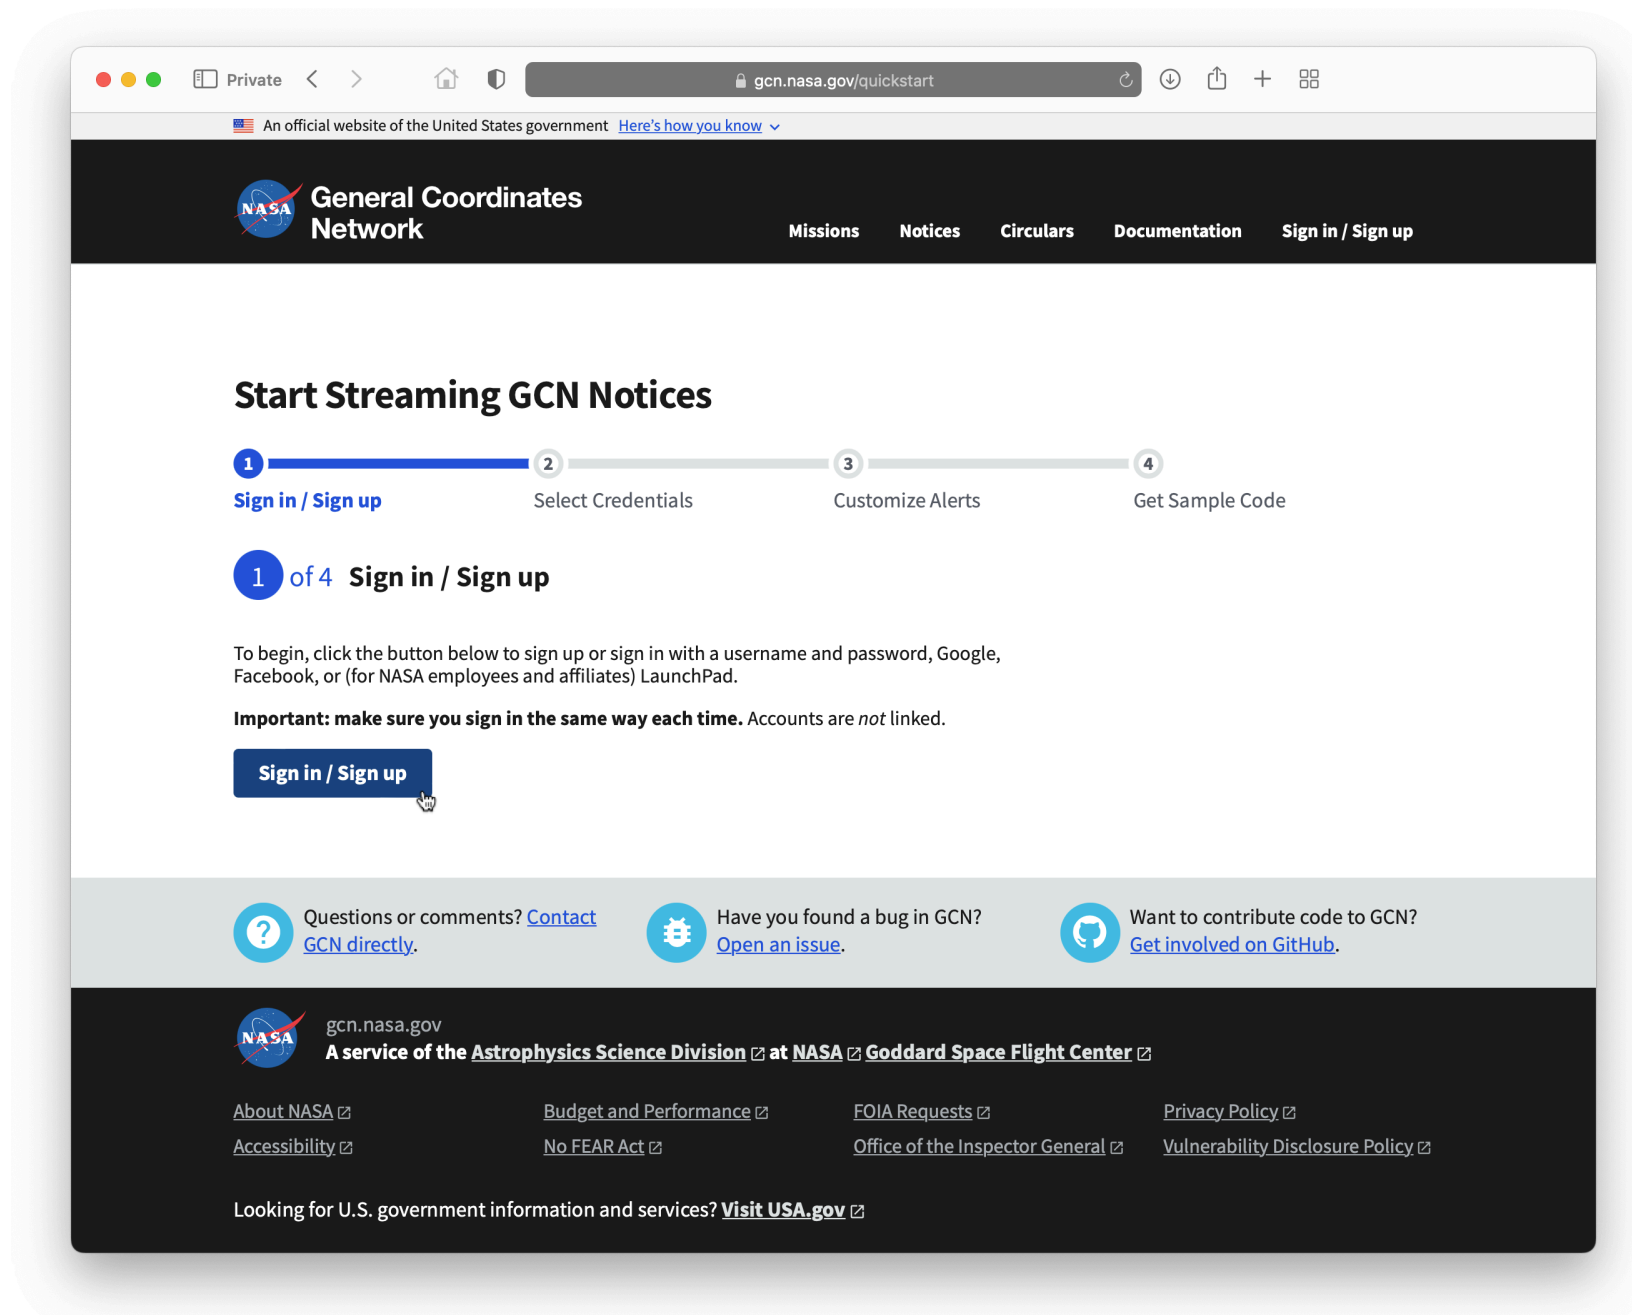 Private
gcn.nasa.gov/quickstart
An official website of the United States government Here's how you know
NASA
General Coordinates
Network
Missions Notices Circulars Documentation Sign in / Sign up
Start Streaming GCN Notices
1 2 3 4
Sign in / Sign up Select Credentials Customize Alerts Get Sample Code
1 of 4 Sign in / Sign up
To begin, click the button below to sign up or sign in with a username and password, Google,
Facebook, or (for NASA employees and affiliates) LaunchPad.
Important: make sure you sign in the same way each time. Accounts are not linked.
Sign in / Sign up
Questions or comments? Contact
GCN directly.
Have you found a bug in GCN?
Open an issue.
Want to contribute code to GCN?
Get involved on GitHub.
NASA
gcn.nasa.gov
A service of the Astrophysics Science Division at NASA Goddard Space Flight Center
About NASA Budget and Performance FOIA Requests Privacy Policy
Accessibility No FEAR Act Office of the Inspector General Vulnerability Disclosure Policy
Looking for U.S. government information and services? Visit USA.gov